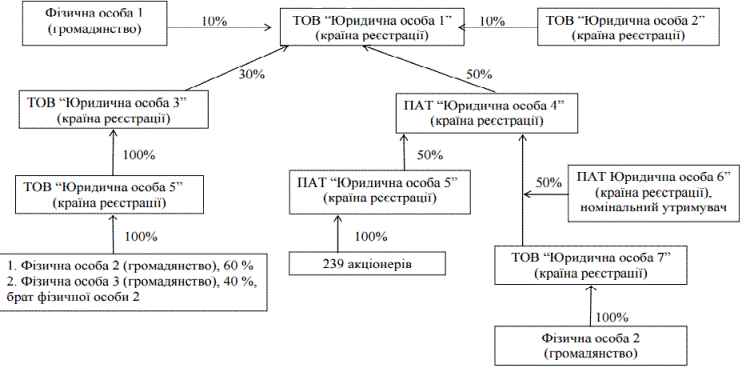 Фізична особа 1
(громадянство)
10%
ТОВ “Юридична особа 1”
(країна реєстрації)
10%
ТОВ “Юридична особа 2”
(країна реєстрації)
30%
50%
ТОВ “Юридична особа 3”
(країна реєстрації)
ПАТ “Юридична особа 4”
(країна реєстрації)
100%
50%
ТОВ “Юридична особа 5”
(країна реєстрації)
ПАТ “Юридична особа 5”
(країна реєстрації)
50%
ПАТ Юридична особа 6”
(країна реєстрації),
номінальний утримувач
100%
100%
1. Фізична особа 2 (громадянство), 60 %
2. Фізична особа 3 (громадянство), 40 %,
брат фізичної особи 2
239 акціонерів
ТОВ “Юридична особа 7”
(країна реєстрації)
100%
Фізична особа 2
(громадянство)